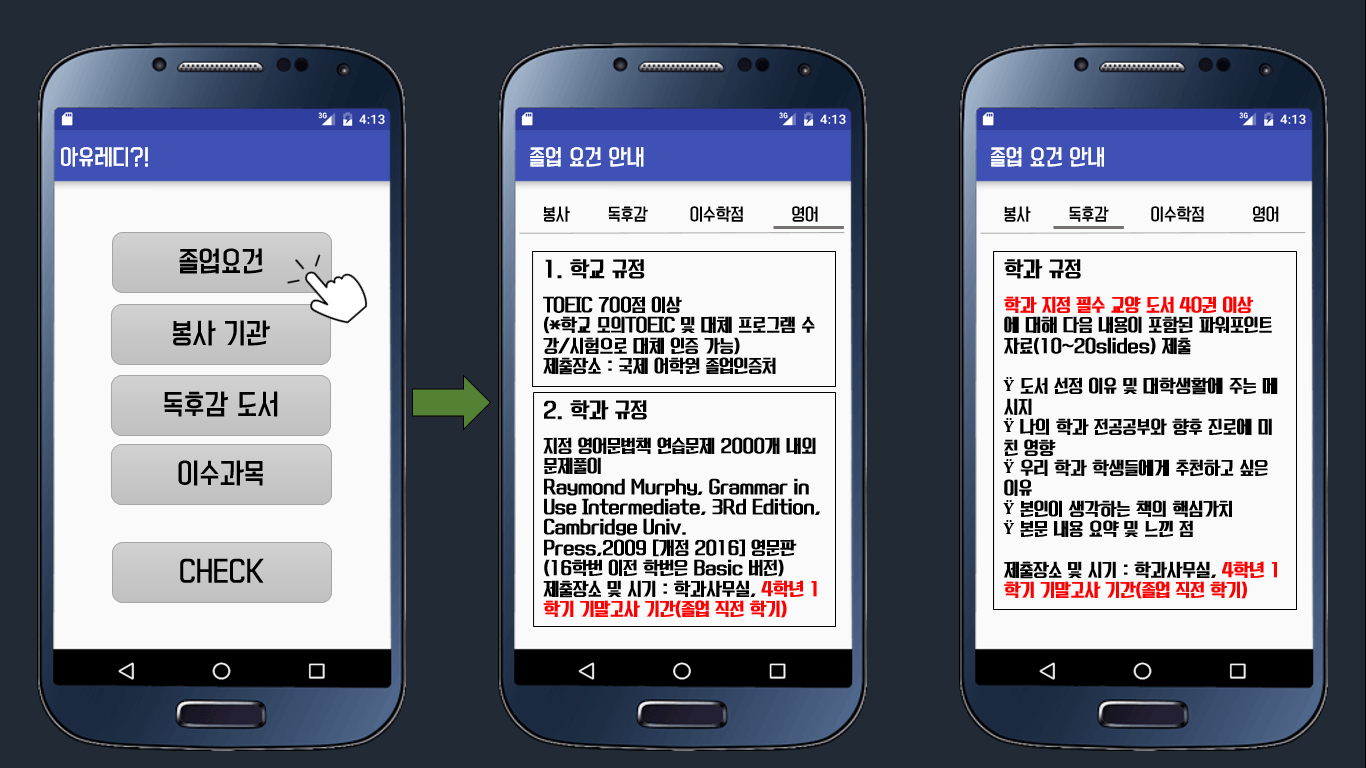 3G 4:13
아유레디?!
졸업요건
봉사 기관
독후감 도서
이수과목
CHECK
3G 4:13
졸업 요건 안내
봉사 독후감 이수학점 영어
1. 학교 규정
TOEIC 700점 이상
(*학교 모의TOEIC 및 대체 프로그램 수
강/시험으로 대체 인증 가능)
제출장소 : 국제 어학원 졸업인증처
2. 학과 규정
지정 영어문법책 연습문제 2000개 내외
문제풀이
Raymond Murphy, Grammar in
Use Intermediate, 3Rd Edition,
Cambridge Univ.
Press,2009 [개정 2016] 영문판
(16학번 이전 학번은 Basic 버전)
제출장소 및 시기 : 학과사무실, 4학년 1
학기 기말고사 기간(졸업 직전 학기)
3G 4:13
졸업 요건 안내
봉사 독후감 이수학점 영어
학과 규정
학과 지정 필수 교양 도서 40권 이상
에 대해 다음 내용이 포함된 파워포인트
자료(10~20slides) 제출
Ÿ 도서 선정 이유 및 대학생활에 주는 메
시지
Ÿ 나의 학과 전공공부와 향후 진로에 미
친 영향
Ÿ 우리 학과 학생들에게 추천하고 싶은
이유
Ÿ 본인이 생각하는 책의 핵심가치
Ÿ 본문 내용 요약 및 느낀 점
제출장소 및 시기 : 학과사무실, 4학년 1
학기 기말고사 기간(졸업 직전 학기)